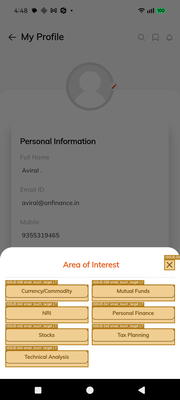 4:48
100
My Profile
Personal Information
Full Name
Aviral .
Email ID
aviral@onfinance.in
Mobile
9355319465
Area of Interest
Currency/Commodity
Mutual Funds
NRI
Personal Finance
Stocks
Tax Planning
Technical Analysis